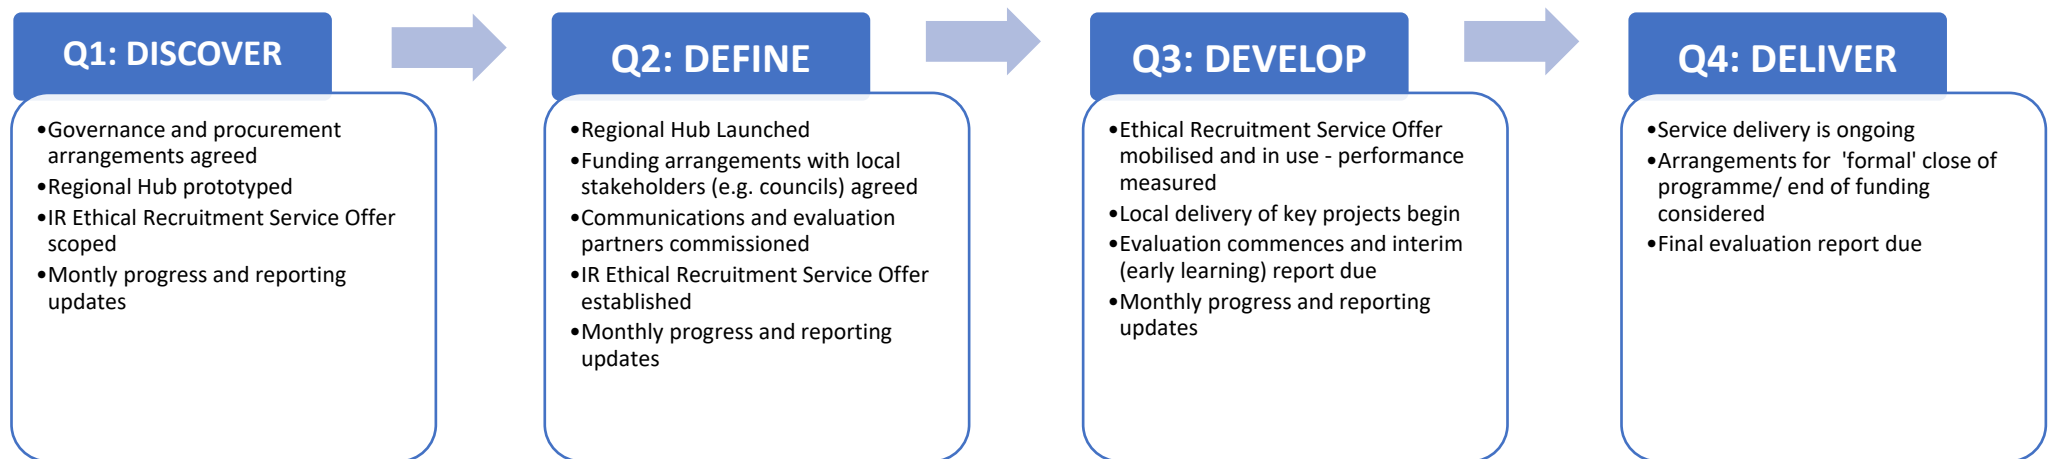 Q1: DISCOVER
•Governance and procurement
arrangements agreed
•Regional Hub prototyped
•IR Ethical Recruitment Service Offer
scoped
•Montly progress and reporting
updates
Q2: DEFINE
•Regional Hub Launched
•Funding arrangements with local
stakeholders (e.g. councils) agreed
•Communications and evaluation
partners commissioned
•IR Ethical Recruitment Service Offer
established
•Monthly progress and reporting
updates
Q3: DEVELOP
•Ethical Recruitment Service Offer
mobilised and in use - performance
measured
•Local delivery of key projects begin
•Evaluation commences and interim
(early learning) report due
•Monthly progress and reporting
updates
Q4: DELIVER
•Service delivery is ongoing
•Arrangements for 'formal' close of
programme/ end of funding
considered
•Final evaluation report due